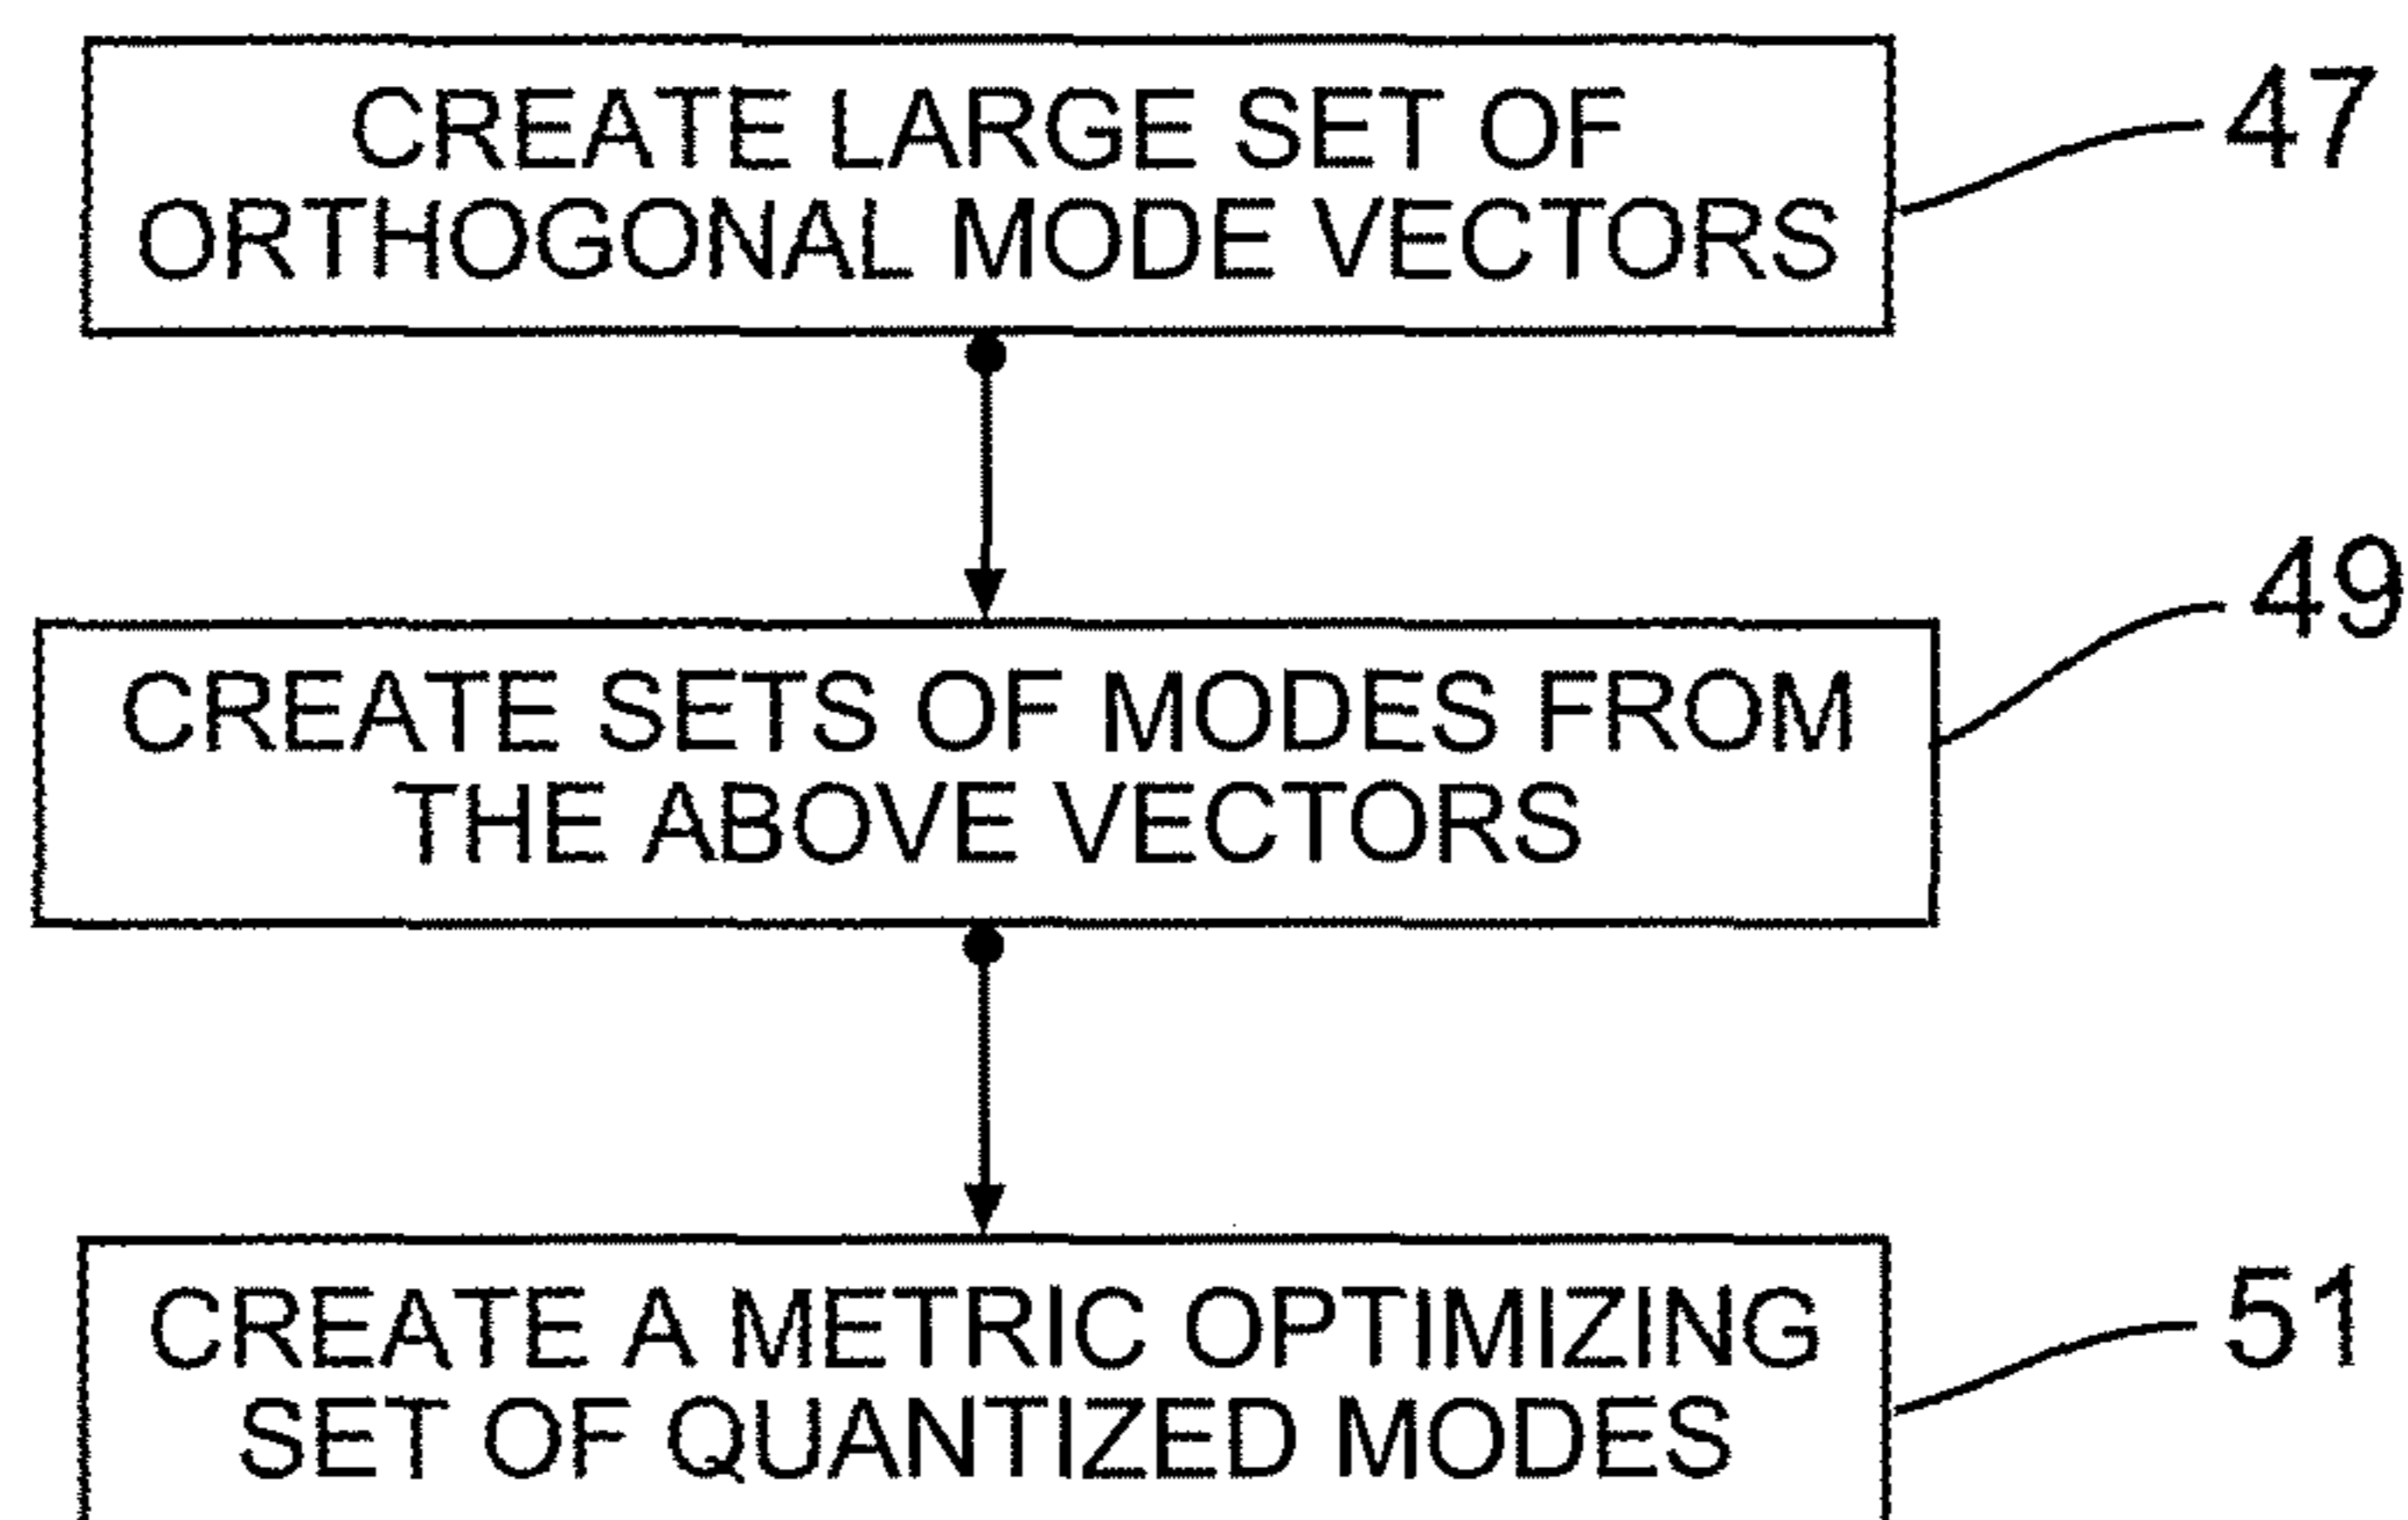 CREATE LARGE SET OF
ORTHOGONAL MODE VECTORS
47
CREATE SETS OF MODES FROM
THE ABOVE VECTORS
49
CREATE A METRIC OPTIMIZING
SET OF QUANTIZED MODES
51